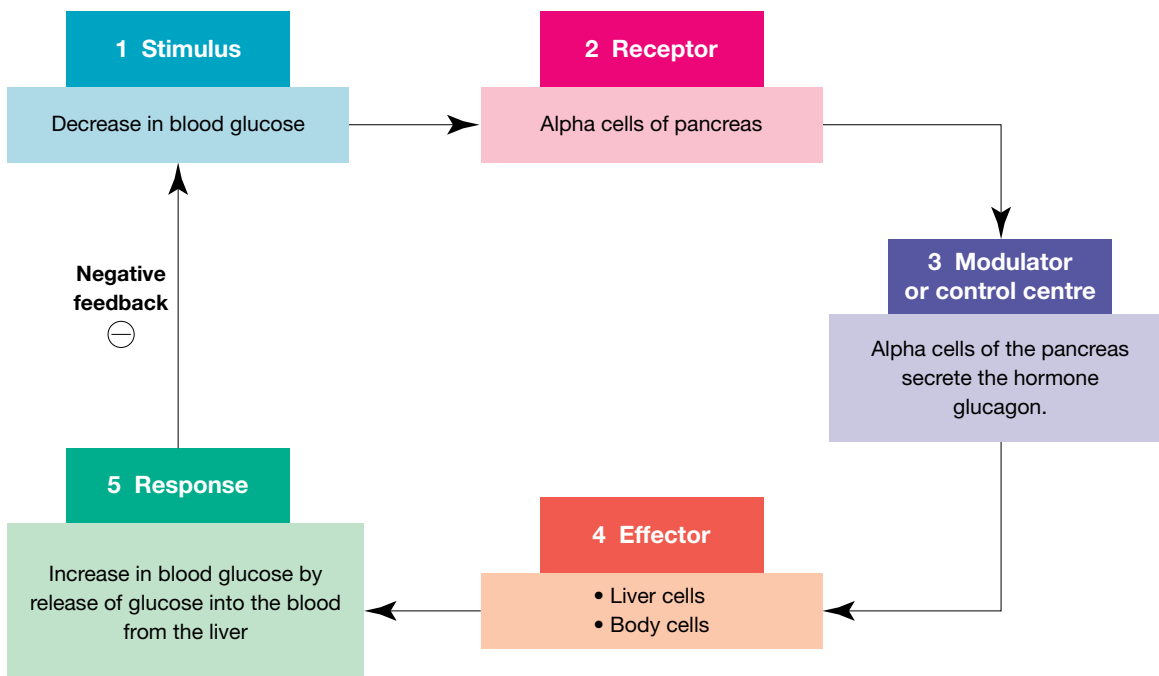 1 Stimulus
Decrease in blood glucose
2 Receptor
Alpha cells of pancreas
3 Modulator
or control centre
Alpha cells of the pancreas
secrete the hormone
glucagon.
4 Effector
• Liver cells
• Body cells
5 Response
Increase in blood glucose by
release of glucose into the blood
from the liver
Negative
feedback
−